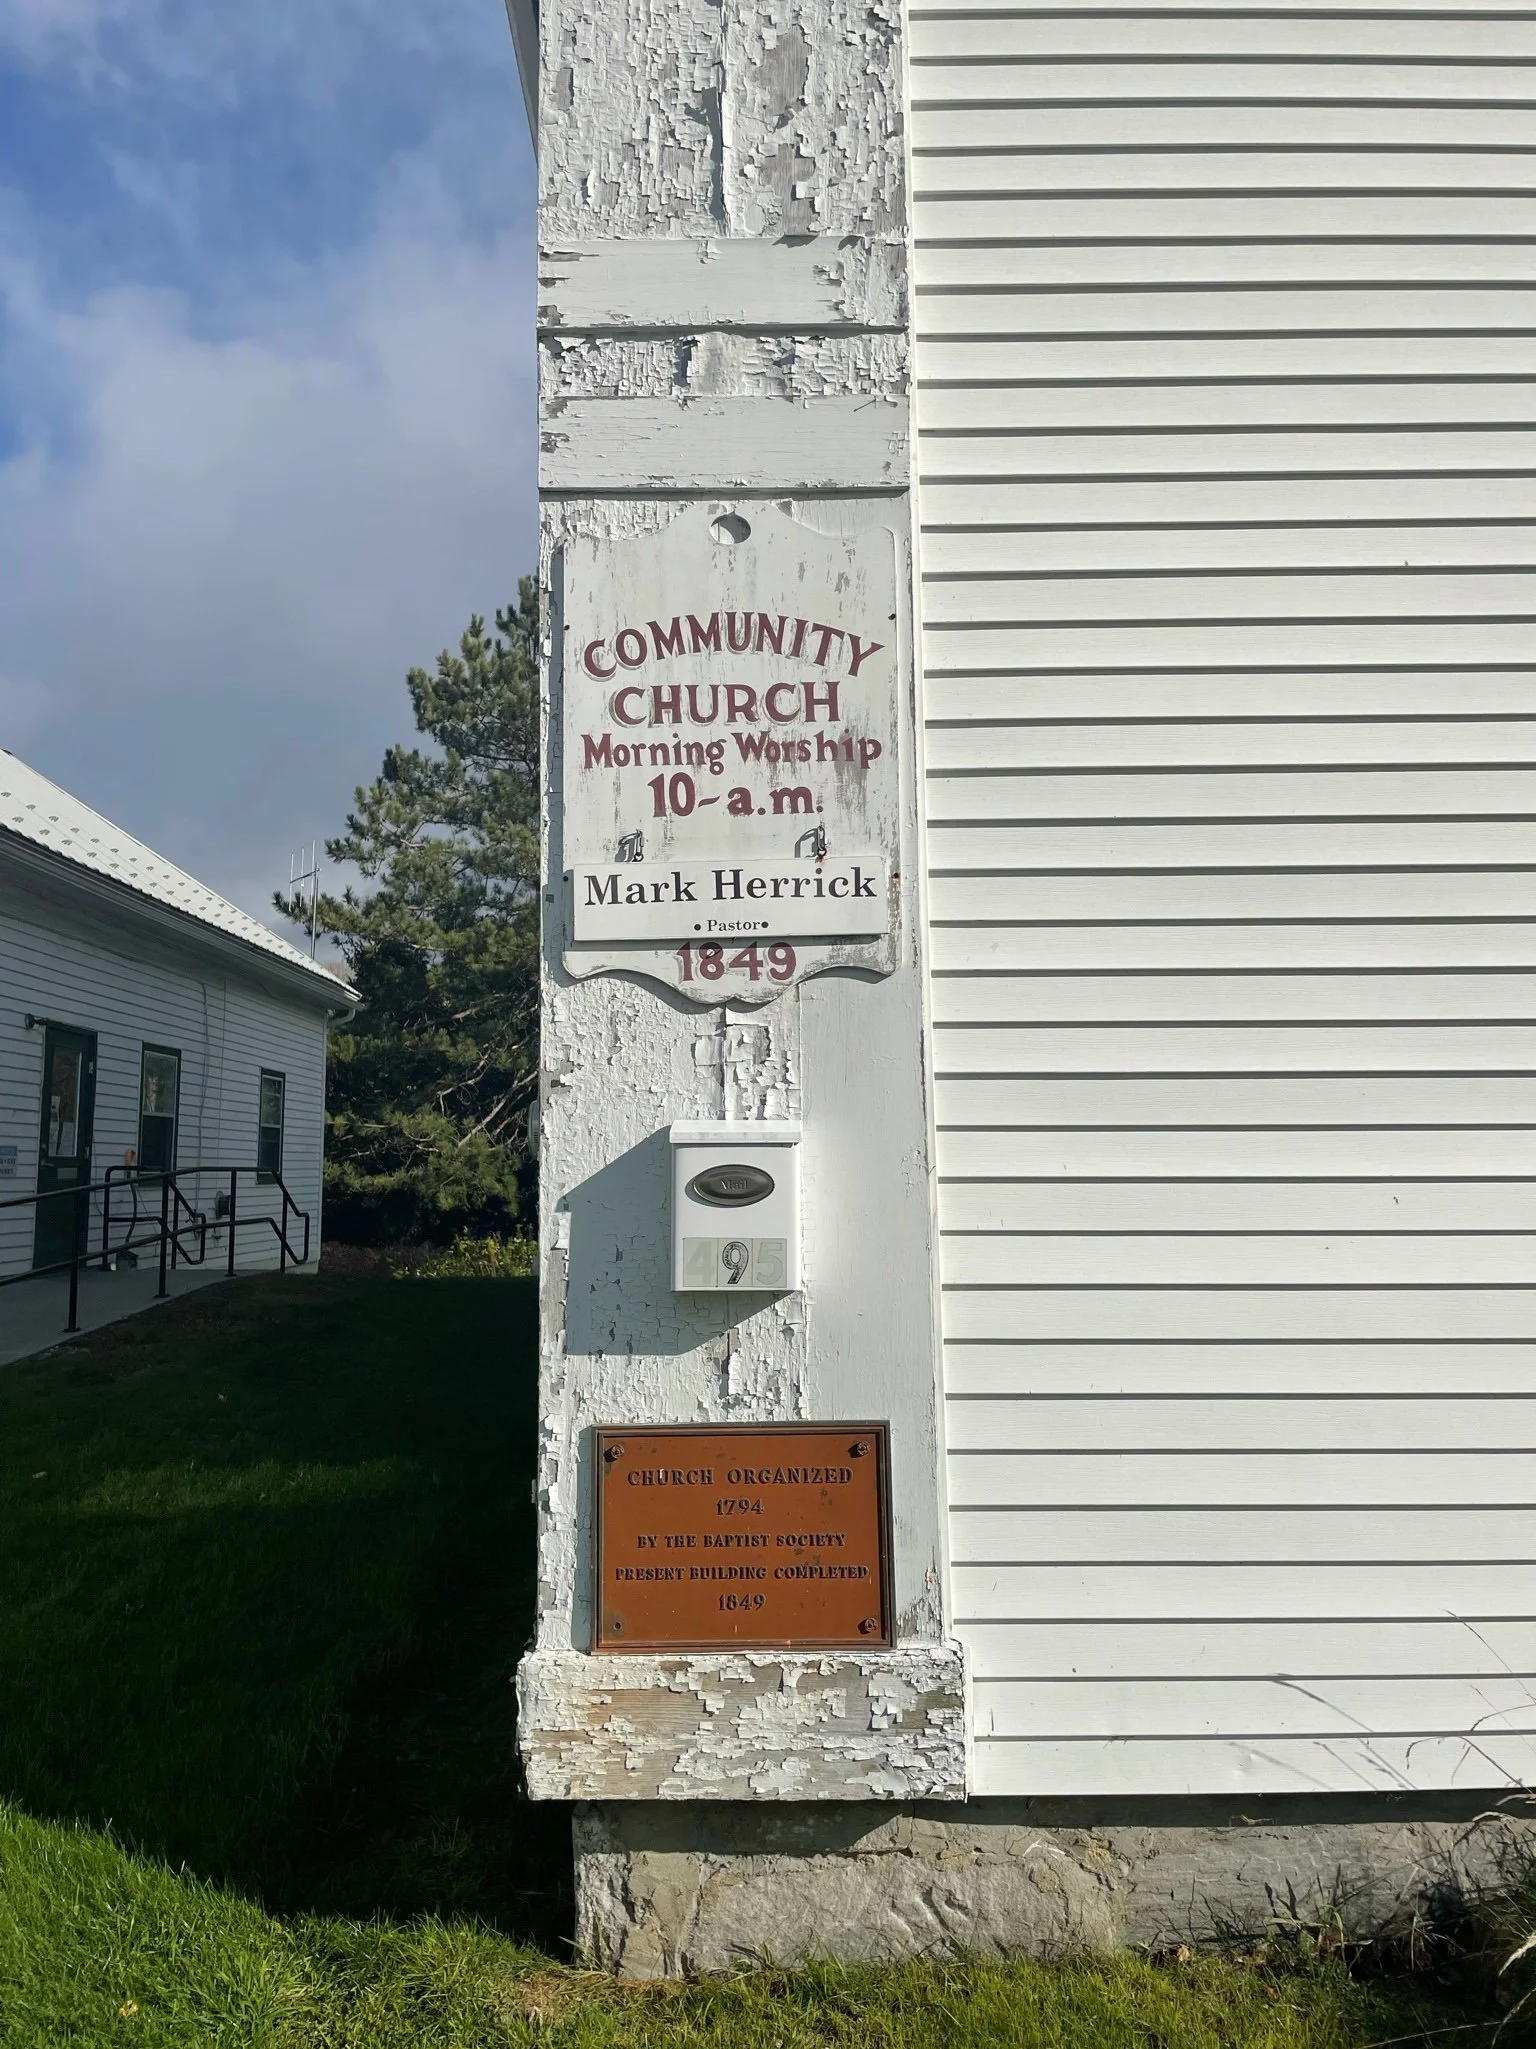 COMMUNITY
CHURCH
Morning Worship
10-a.m.
Mark Herrick
• Pastor •
1849
Mail
495
CHURCH ORGANIZED
1794
BY THE BAPTIST SOCIETY
PRESENT BUILDING COMPLETED
1849